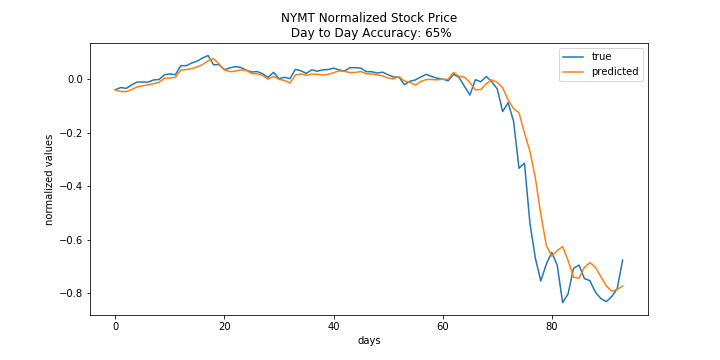 NYMT Normalized Stock Price
Day to Day Accuracy: 65%
true
predicted
normalized values
0.0
−0.2
−0.4
−0.6
−0.8
0
20
40
60
80
days